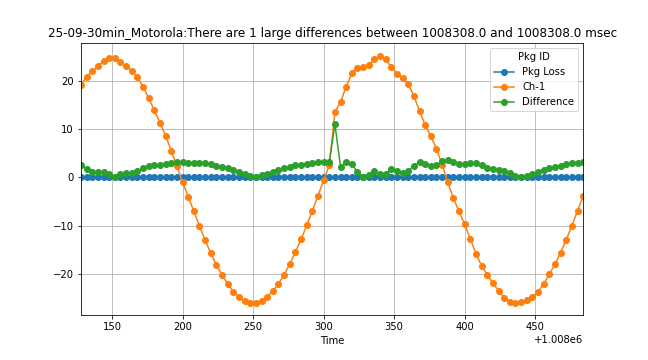 25-09-30min_Motorola:There are 1 large differences between 1008308.0 and 1008308.0 msec
Pkg ID
Pkg Loss
Ch-1
Difference
20
10
0
−10
−20
150 200 250 300 350 400 450
+1.008e6
Time